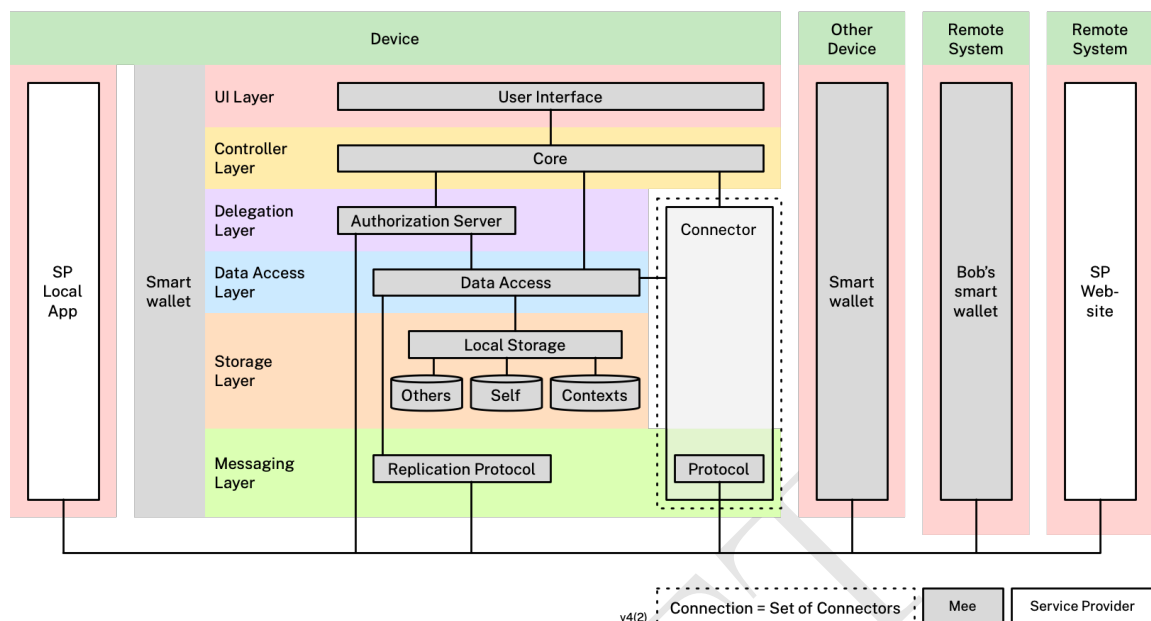 Device
Other
Device
Remote
System
Remote
System
SP
Local
App
Smart
wallet
UI Layer
User Interface
Controller
Layer
Core
Delegation
Layer
Authorization Server
Connector
Data Access
Layer
Data Access
Storage
Layer
Local Storage
Others
Self
Contexts
Messaging
Layer
Replication Protocol
Protocol
Smart
wallet
Bob's
smart
wallet
SP
Web-
site
v4(2)
Connection = Set of Connectors
Mee
Service Provider